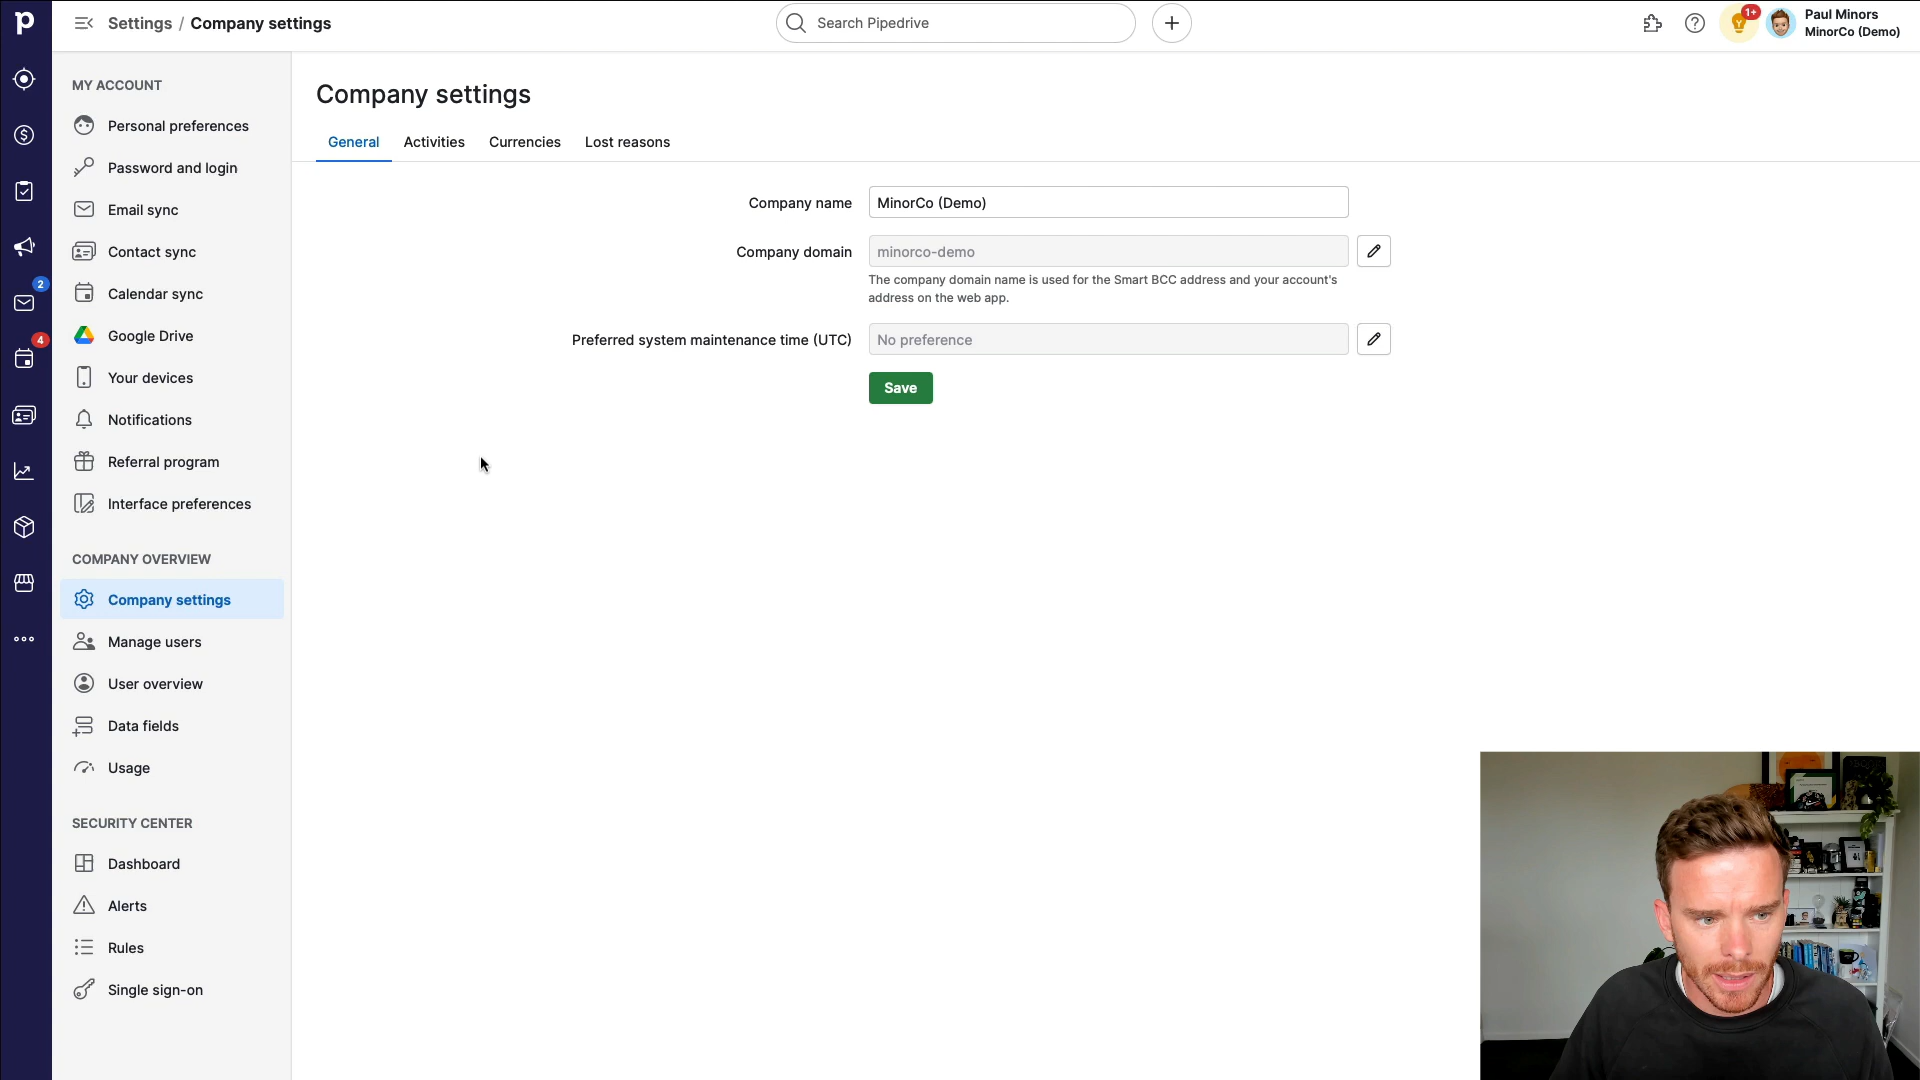 Settings / Company settings
Search Pipedrive
1+
Paul Minors
MinorCo (Demo)
MY ACCOUNT
Personal preferences
Password and login
Email sync
Contact sync
Calendar sync
Google Drive
Your devices
Notifications
Referral program
Interface preferences
COMPANY OVERVIEW
Company settings
Manage users
User overview
Data fields
Usage
SECURITY CENTER
Dashboard
Alerts
Rules
Single sign-on
2
4
Company settings
General Activities Currencies Lost reasons
Company name MinorCo (Demo)
Company domain minorco-demo
The company domain name is used for the Smart BCC address and your account's
address on the web app.
Preferred system maintenance time (UTC) No preference
Save